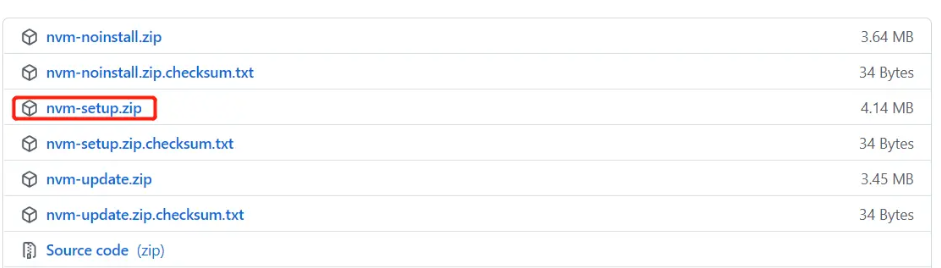 nvm-noinstall.zip 3.64 MB
nvm-noinstall.zip.checksum.txt 34 Bytes
nvm-setup.zip 4.14 MB
nvm-setup.zip.checksum.txt 34 Bytes
nvm-update.zip 3.45 MB
nvm-update.zip.checksum.txt 34 Bytes
Source code (zip)